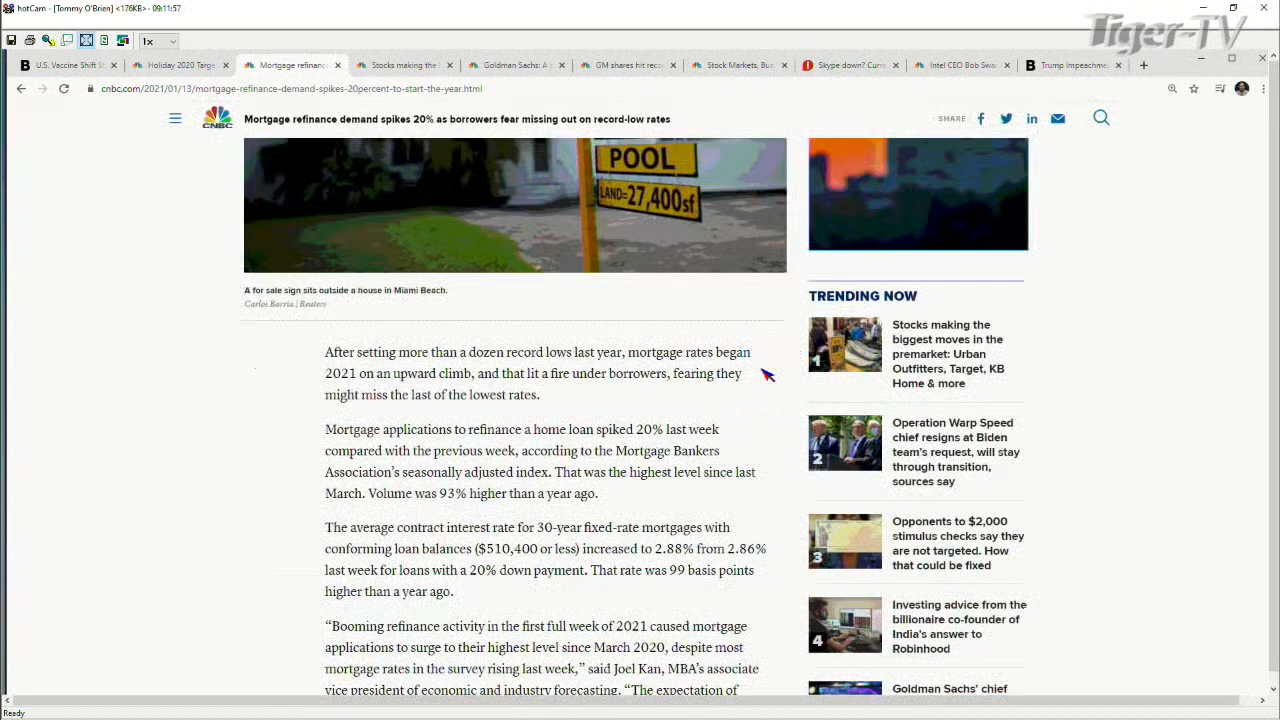 hotCam - [Tommy O'Brien] <176KB> - 09:11:57
Tiger-TV
1x
U.S. Vaccine Shift S
Holiday 2020 Targe
Mortgage refinanc
Stocks making the
Goldman Sachs: A
GM shares hit reco
Stock Markets, Bus
Skype down? Curr
Intel CEO Bob Swa
Trump Impeachme
cnbc.com/2021/01/13/mortgage-refinance-demand-spikes-20percent-to-start-the-year.html
CNBC
Mortgage refinance demand spikes 20% as borrowers fear missing out on record-low rates
SHARE
POOL
LAND=27,400sf
A for sale sign sits outside a house in Miami Beach.
Carlos Barria | Reuters
After setting more than a dozen record lows last year, mortgage rates began
2021 on an upward climb, and that lit a fire under borrowers, fearing they
might miss the last of the lowest rates.
Mortgage applications to refinance a home loan spiked 20% last week
compared with the previous week, according to the Mortgage Bankers
Association's seasonally adjusted index. That was the highest level since last
March. Volume was 93% higher than a year ago.
The average contract interest rate for 30-year fixed-rate mortgages with
conforming loan balances ($510,400 or less) increased to 2.88% from 2.86%
last week for loans with a 20% down payment. That rate was 99 basis points
higher than a year ago.
“Booming refinance activity in the first full week of 2021 caused mortgage
applications to surge to their highest level since March 2020, despite most
mortgage rates in the survey rising last week,” said Joel Kan, MBA's associate
vice president of economic and industry forecasting. “The expectation of
TRENDING NOW
1
Stocks making the
biggest moves in the
premarket: Urban
Outfitters, Target, KB
Home & more
2
Operation Warp Speed
chief resigns at Biden
team's request, will stay
through transition,
sources say
3
Opponents to $2,000
stimulus checks say they
are not targeted. How
that could be fixed
4
Investing advice from the
billionaire co-founder of
India's answer to
Robinhood
Goldman Sachs' chief
Ready